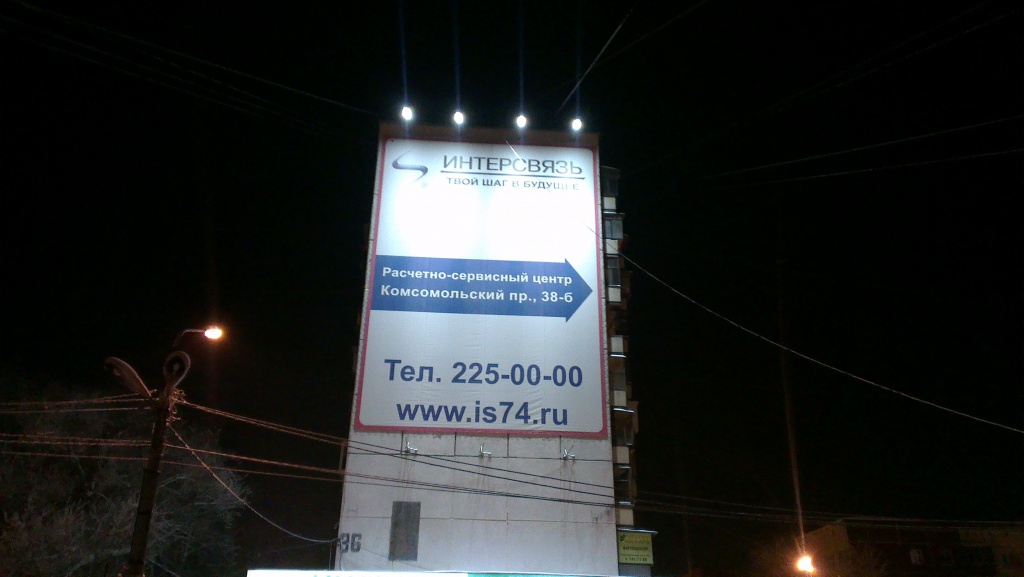 ИНТЕРСВЯЗЬ
ТВОЙ ШАГ В БУДУЩЕЕ
Расчетно-сервисный центр
Комсомольский пр., 38-б
Тел. 225-00-00
www.is74.ru
36